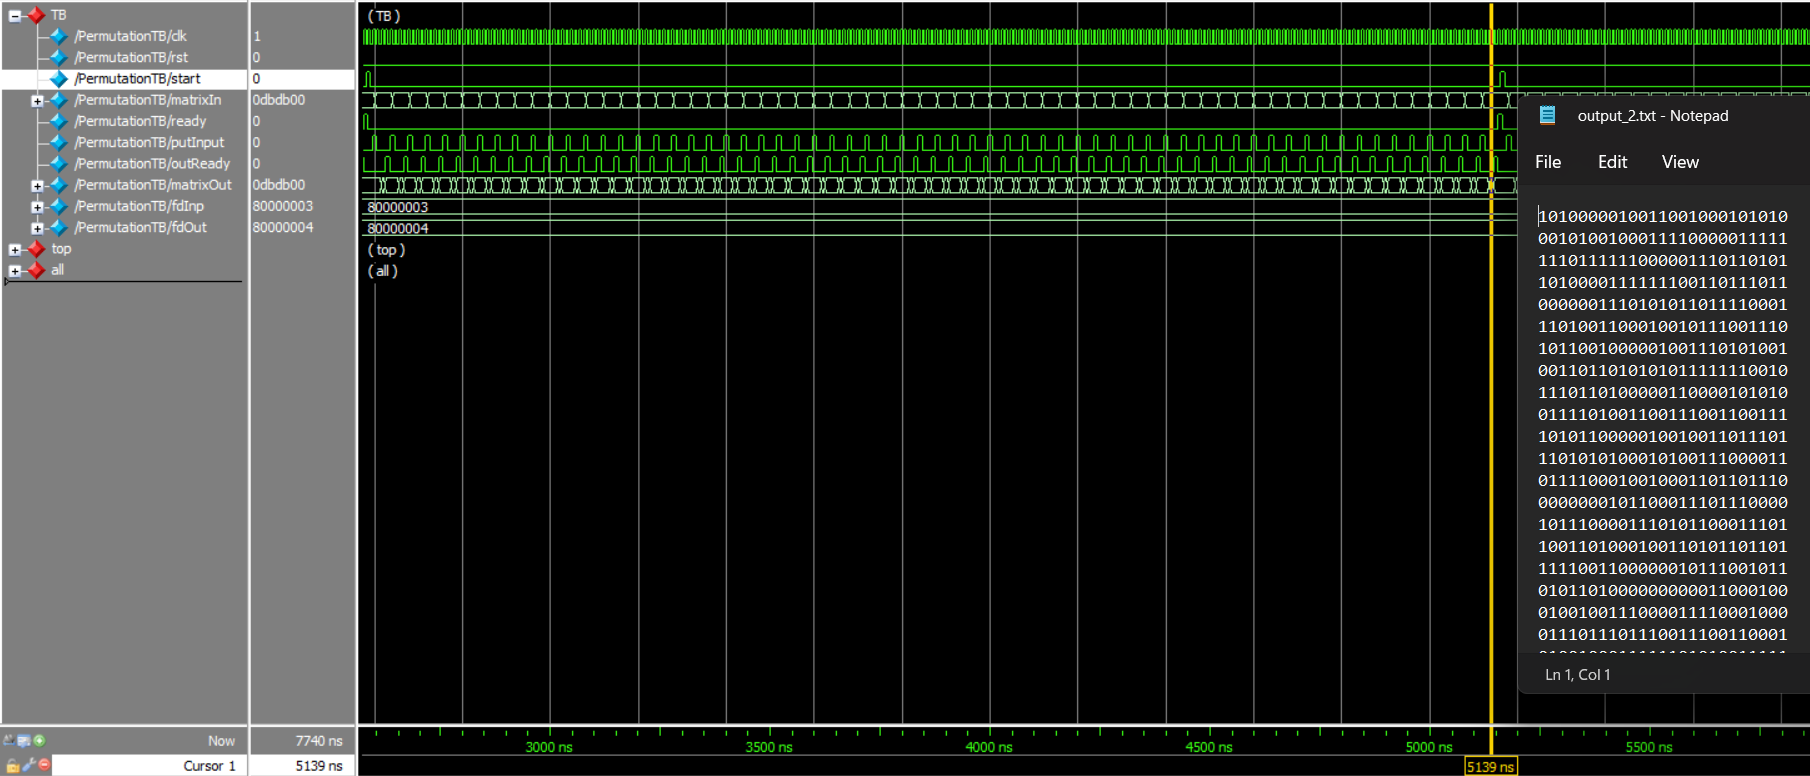 TB
/PermutationTB/clk 1
/PermutationTB/rst 0
/PermutationTB/start 0
/PermutationTB/matrixIn 0dbdb00
/PermutationTB/ready 0
/PermutationTB/putInput 0
/PermutationTB/outReady 0
/PermutationTB/matrixOut 0dbdb00
/PermutationTB/fdInp 80000003
/PermutationTB/fdOut 80000004
top
all
(TB)
80000003
80000004
(top)
(all)
output_2.txt - Notepad
File Edit View
1010000010011001000101010
0010100100011110000011111
1110111111000001110110101
1010000111111100110111011
0000001110101011011110001
1101001100010010111001110
1011001000001001110101001
0011011010101011111110010
1110110100000110000101010
0111101001100111001100111
1010110000010010011011101
1101010100010100111000011
0111100010010001101101110
0000000101100011101110000
1011100001110101100011101
1001101000100110101101101
1111001100000010111001011
0101101000000000011000100
0100100111000011110001000
0111011101110011100110001
Ln 1, Col 1
Now 7740 ns
Cursor 1 5139 ns
3000 ns 3500 ns 4000 ns 4500 ns 5000 ns 5500 ns
5139 ns